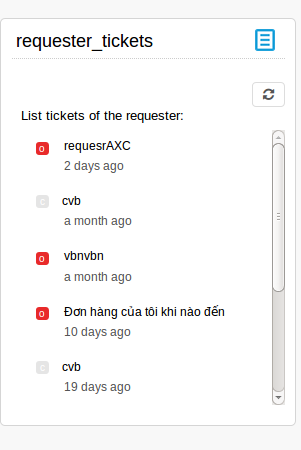 requester_tickets
List tickets of the requester:
o requesrAXC
2 days ago
c cvb
a month ago
o vbnvbn
a month ago
o Đơn hàng của tôi khi nào đến
10 days ago
c cvb
19 days ago